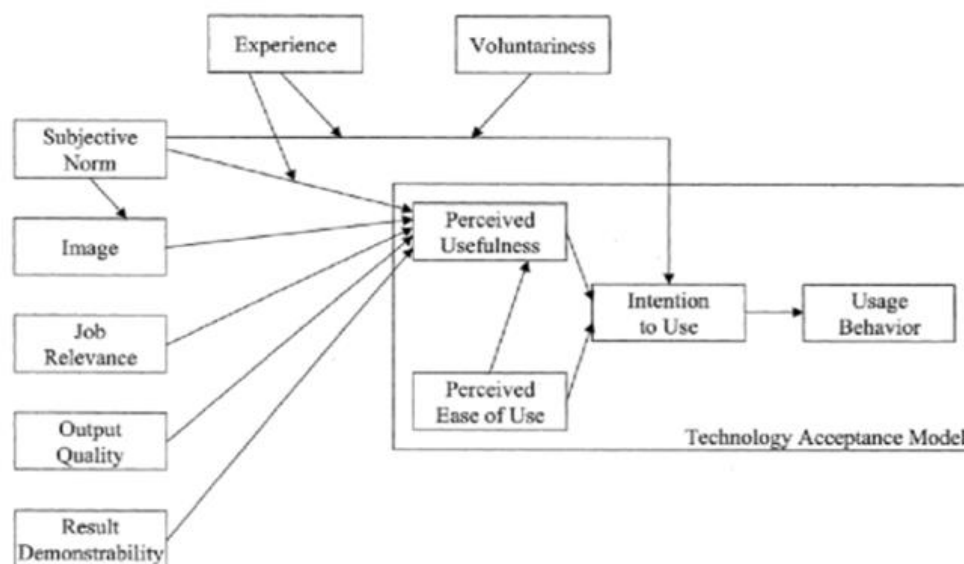 Experience
Voluntariness
Subjective
Norm
Image
Job
Relevance
Output
Quality
Result
Demonstrability
Perceived
Usefulness
Perceived
Ease of Use
Intention
to Use
Usage
Behavior
Technology Acceptance Model